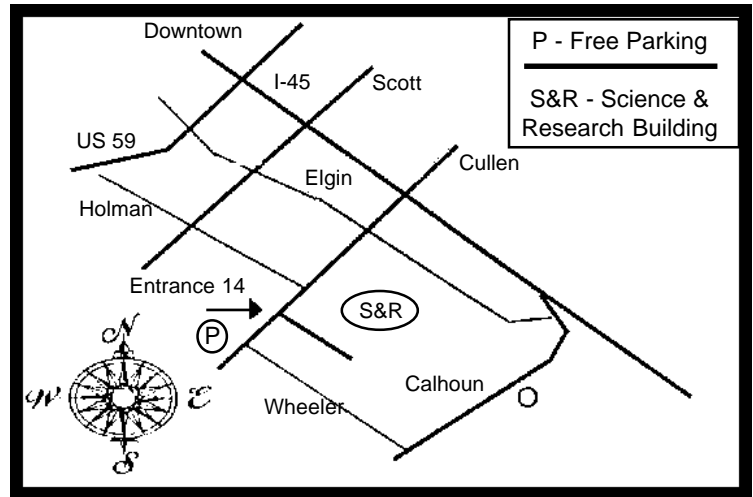 Downtown
P - Free Parking
I-45
Scott
S&R - Science &
Research Building
US 59
Cullen
Elgin
Holman
Entrance 14
S&R
P
N
W
E
S
Calhoun
O
Wheeler